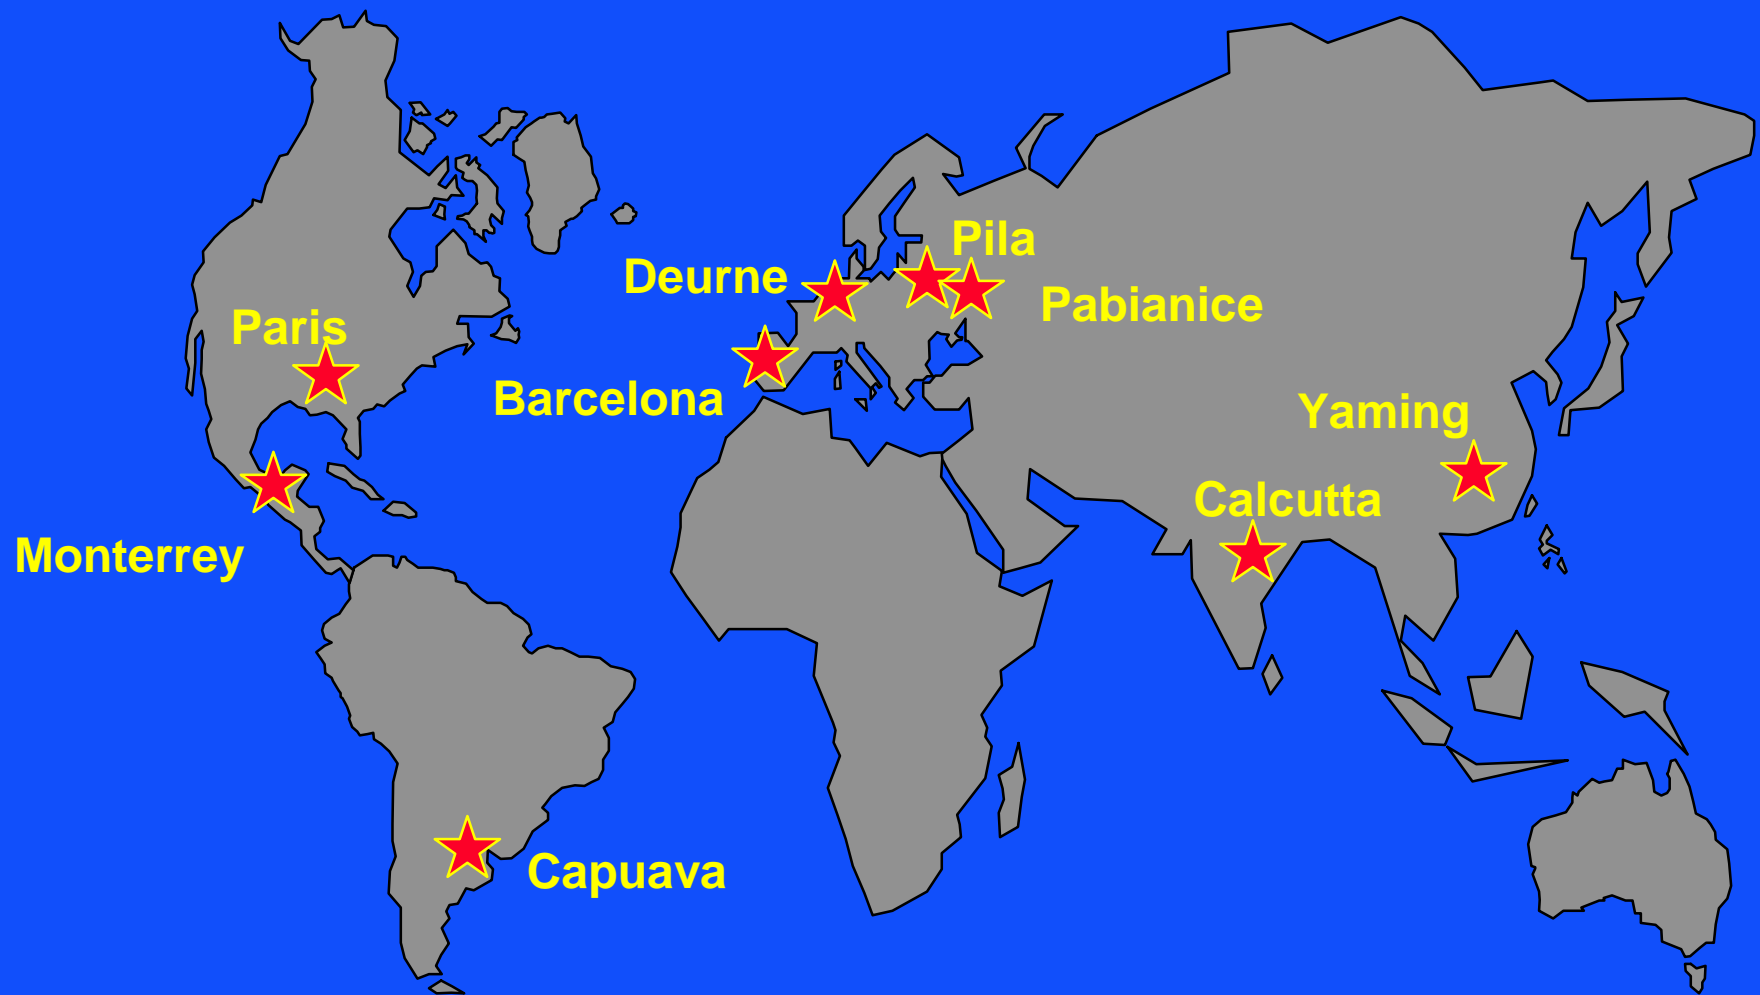 Pila
Deurne
Pabianice
Paris
Barcelona
Yaming
Calcutta
Monterrey
Capuava